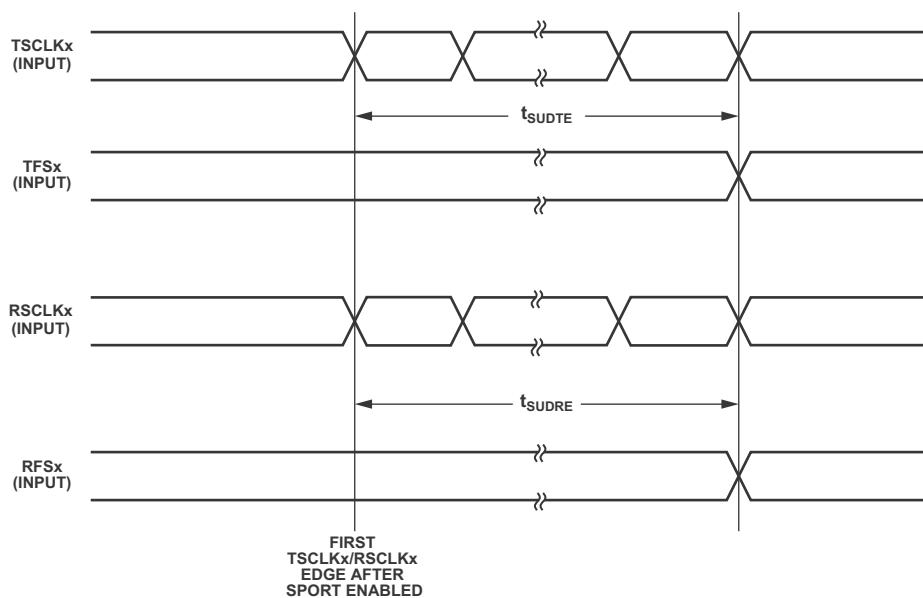 TSCLKx
(INPUT)
tSUDTE
TFSx
(INPUT)
RSCLKx
(INPUT)
tSUDRE
RFSx
(INPUT)
FIRST
TSCLKx/RSCLKx
EDGE AFTER
SPORT ENABLED